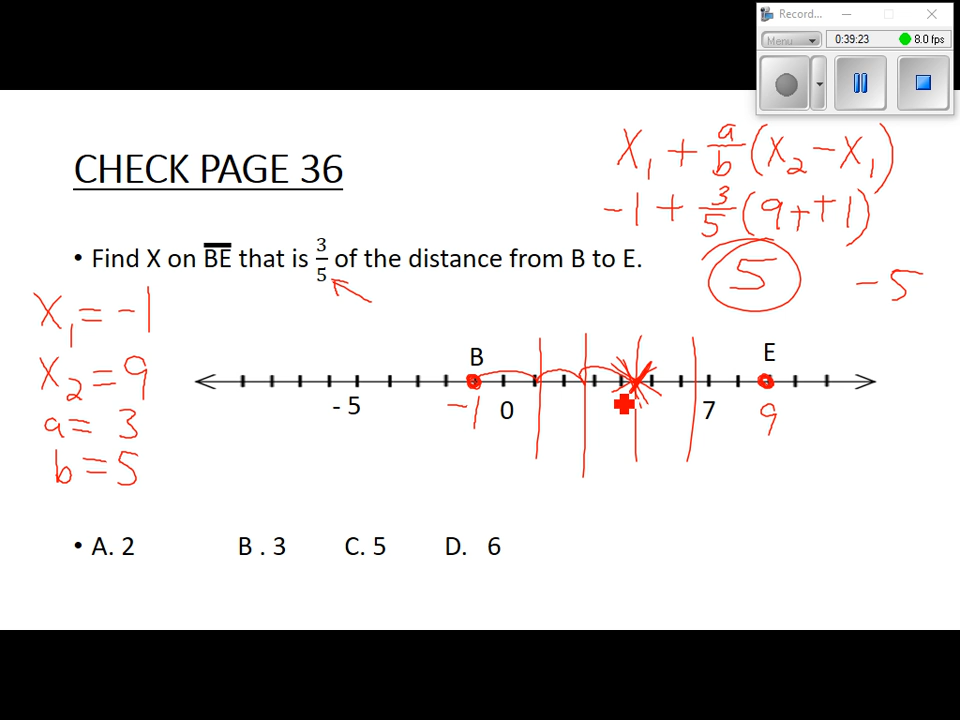 Record...
Menu
0:39:23
8.0 fps
CHECK PAGE 36
X₁ + a/b (X₂ − X₁)
−1 + 3/5 (9 + +1)
• Find X on B̅E̅ that is 3/5 of the distance from B to E.
5
−5
X₁ = −1
X₂ = 9
a = 3
b = 5
B
E
- 5
−1
0
7
9
• A. 2 B . 3 C. 5 D. 6